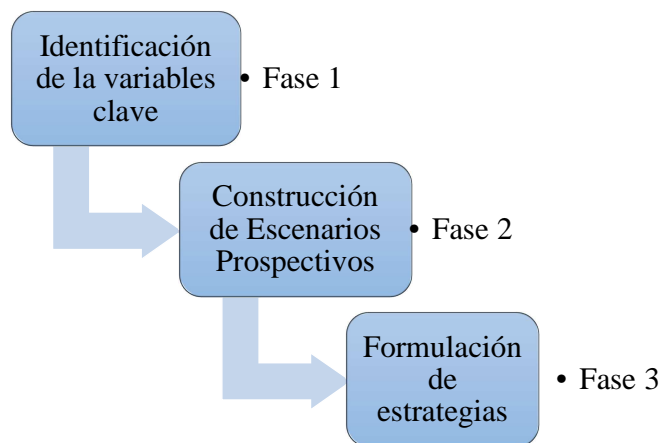 Identificación
de la variables
clave
• Fase 1
Construcción
de Escenarios
Prospectivos
• Fase 2
Formulación
de
estrategias
• Fase 3